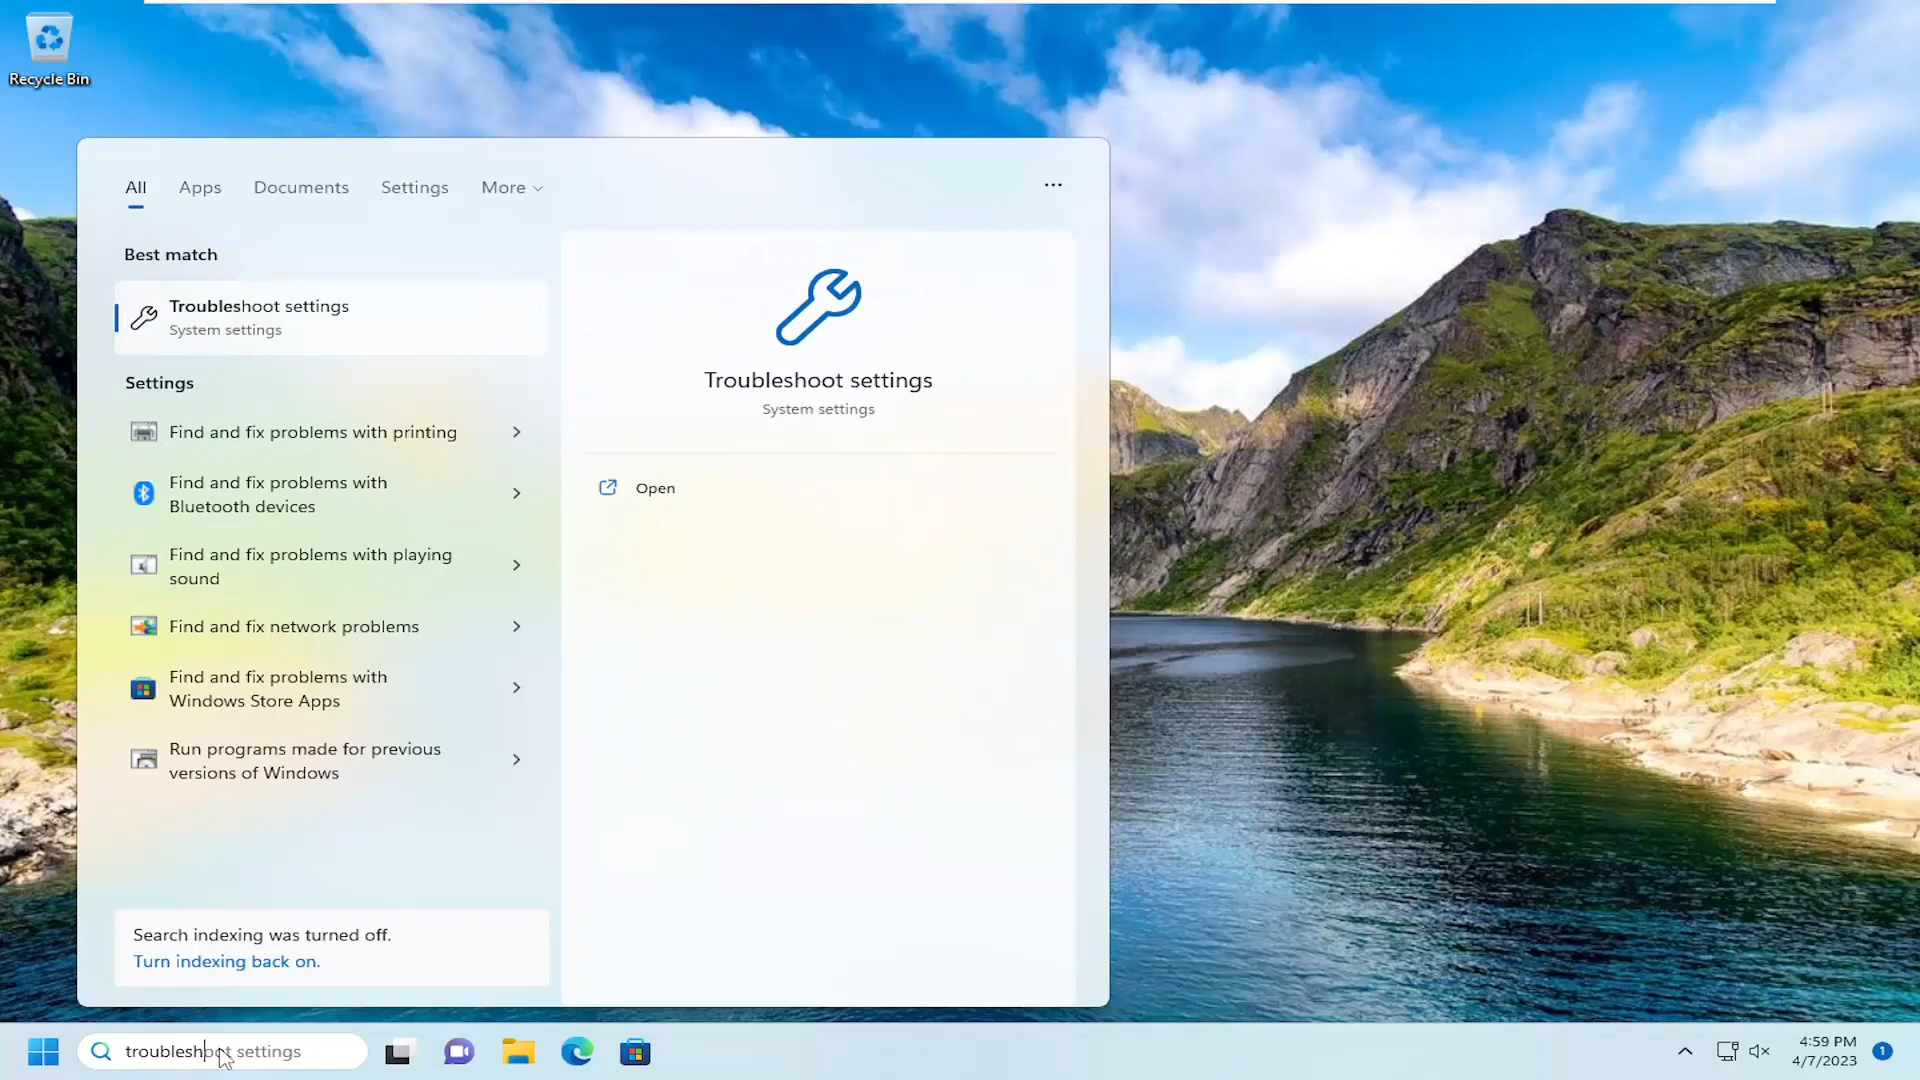 Recycle Bin
All Apps Documents Settings More
Best match
Troubleshoot settings
System settings
Settings
Find and fix problems with printing
Find and fix problems with
Bluetooth devices
Find and fix problems with playing
sound
Find and fix network problems
Find and fix problems with
Windows Store Apps
Run programs made for previous
versions of Windows
Search indexing was turned off.
Turn indexing back on.
Troubleshoot settings
System settings
Open
troubleshoot settings
4:59 PM
4/7/2023
1